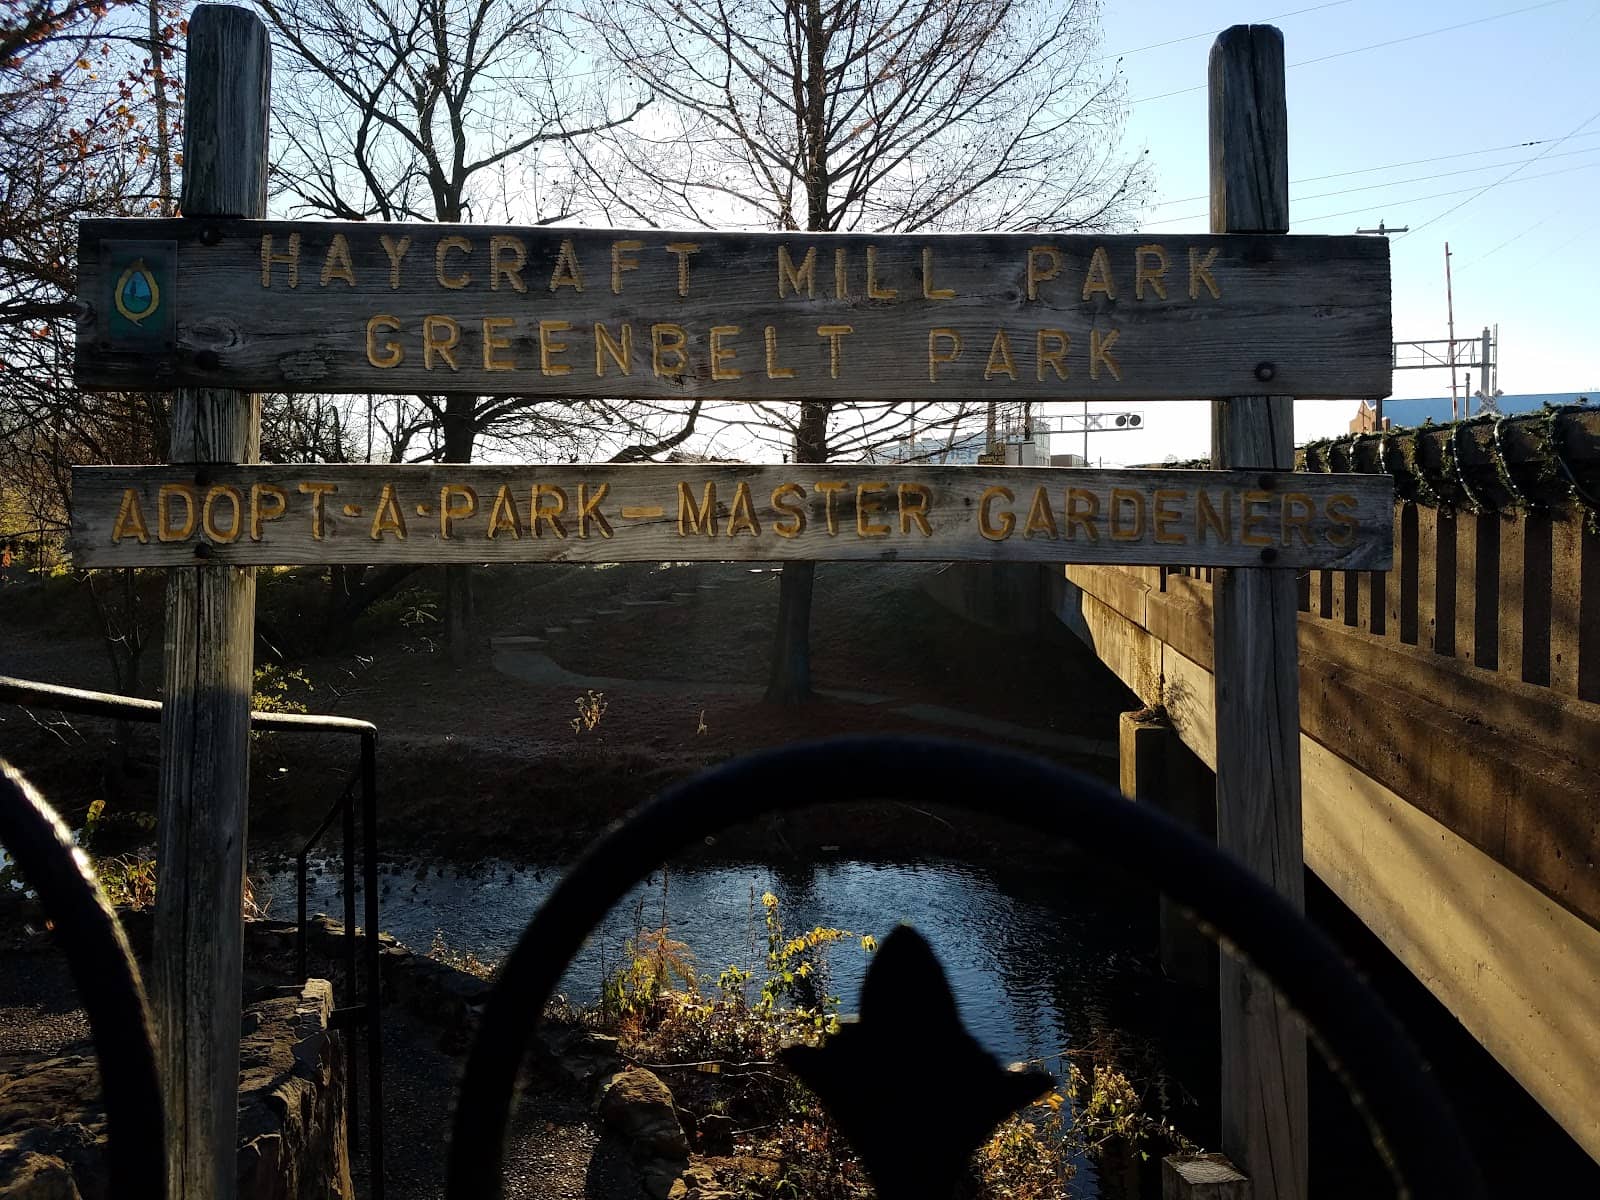 HAYCRAFT MILL PARK
GREENBELT PARK
ADOPT-A-PARK—MASTER GARDENERS